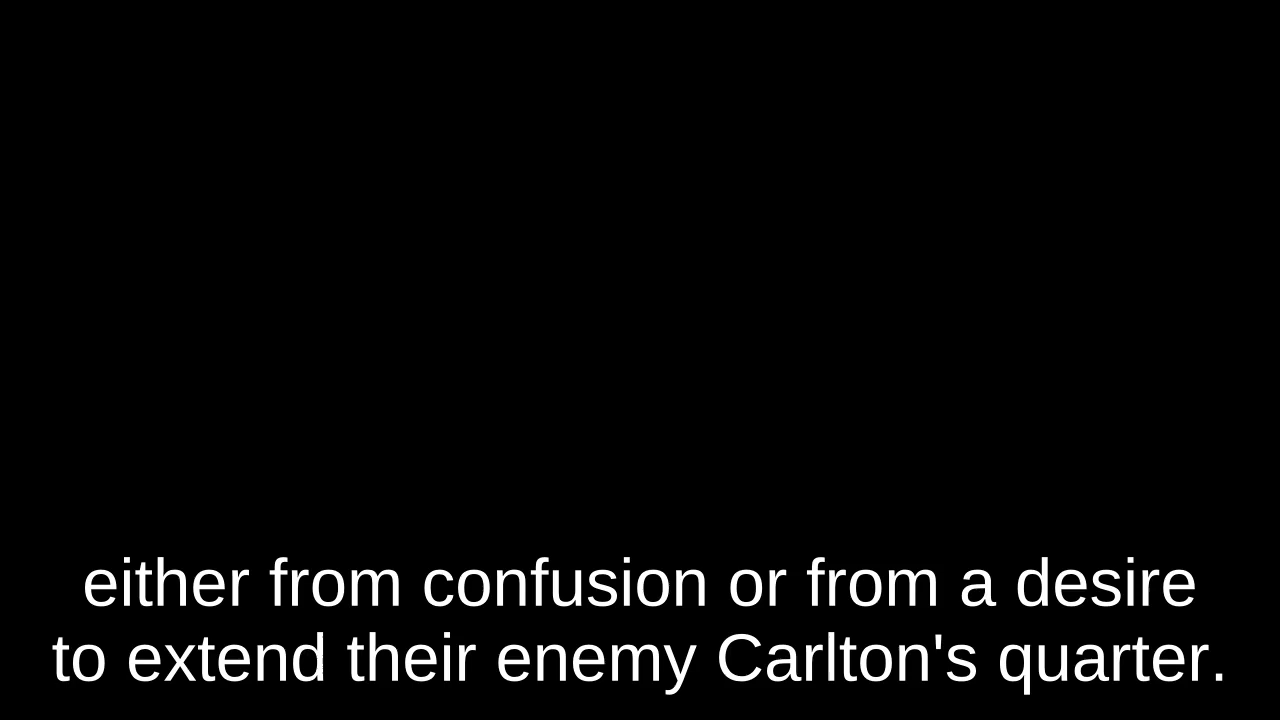 either from confusion or from a desire
to extend their enemy Carlton's quarter.